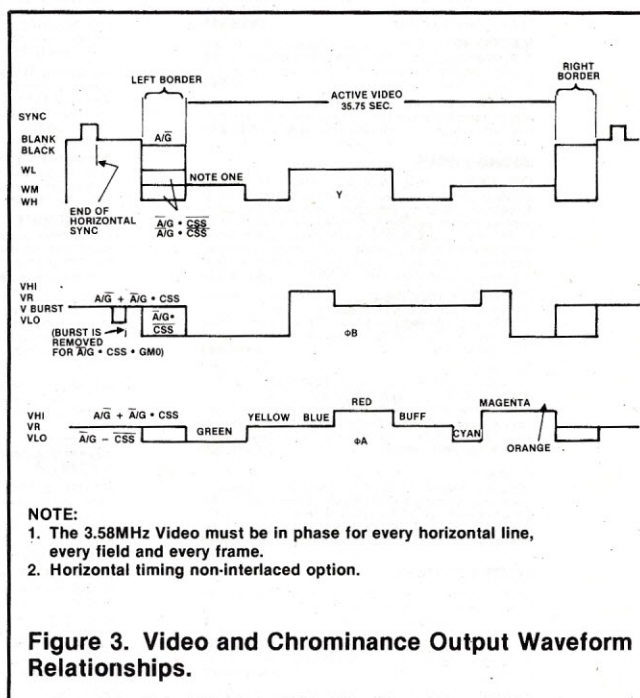 LEFT BORDER
RIGHT BORDER
ACTIVE VIDEO
35.75 SEC.
SYNC
BLANK
BLACK
WL
WM
WH
A/G̅
NOTE ONE
Y
END OF
HORIZONTAL
SYNC
A̅/G • C̅S̅S̅
A/G • C̅S̅S̅
VHI
VR
V BURST
VLO
A/G̅ + A̅/G • CSS
(BURST IS
REMOVED
FOR A̅/G • CSS • GM0)
A̅/G•
C̅S̅S̅
ΦB
VHI
VR
VLO
A/G̅ + A̅/G • CSS
A̅/G – C̅S̅S̅
GREEN
YELLOW
BLUE
RED
ΦA
BUFF
CYAN
MAGENTA
ORANGE
NOTE:
1. The 3.58MHz Video must be in phase for every horizontal line,
every field and every frame.
2. Horizontal timing non-interlaced option.
Figure 3. Video and Chrominance Output Waveform
Relationships.